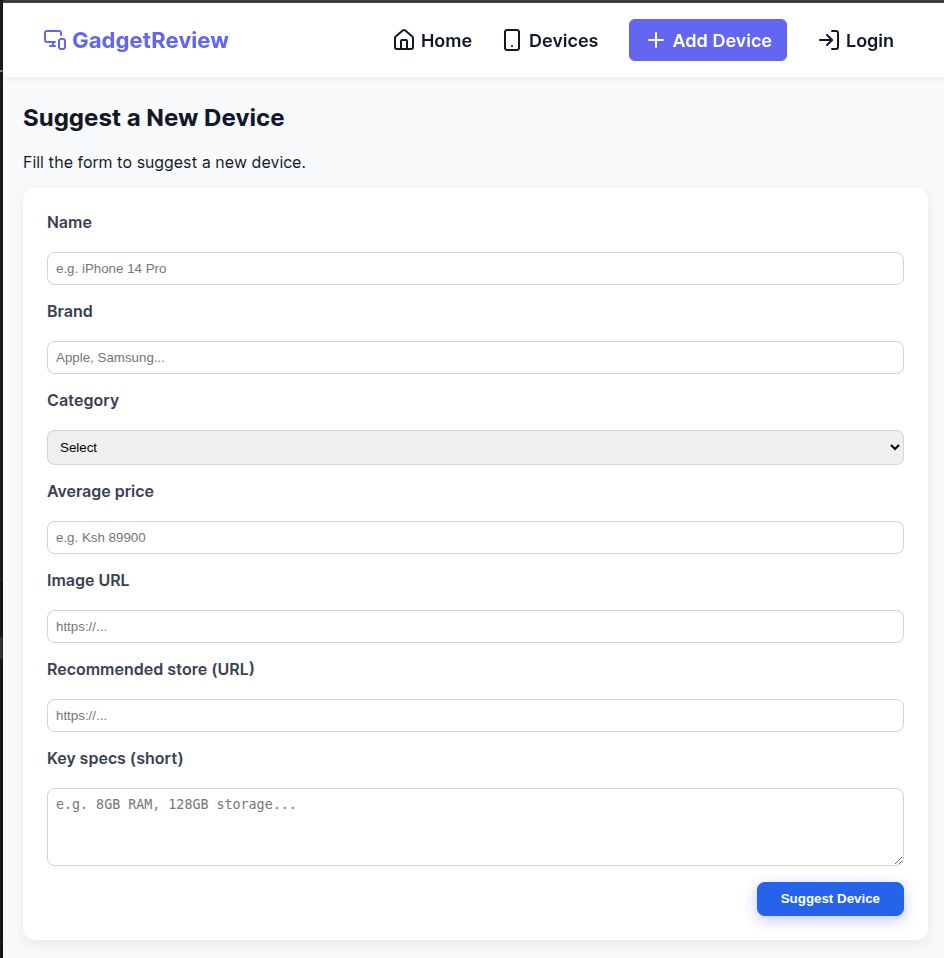 GadgetReview Home Devices Add Device Login
Suggest a New Device
Fill the form to suggest a new device.
Name
e.g. iPhone 14 Pro
Brand
Apple, Samsung...
Category
Select
Average price
e.g. Ksh 89900
Image URL
https://...
Recommended store (URL)
https://...
Key specs (short)
e.g. 8GB RAM, 128GB storage...
Suggest Device